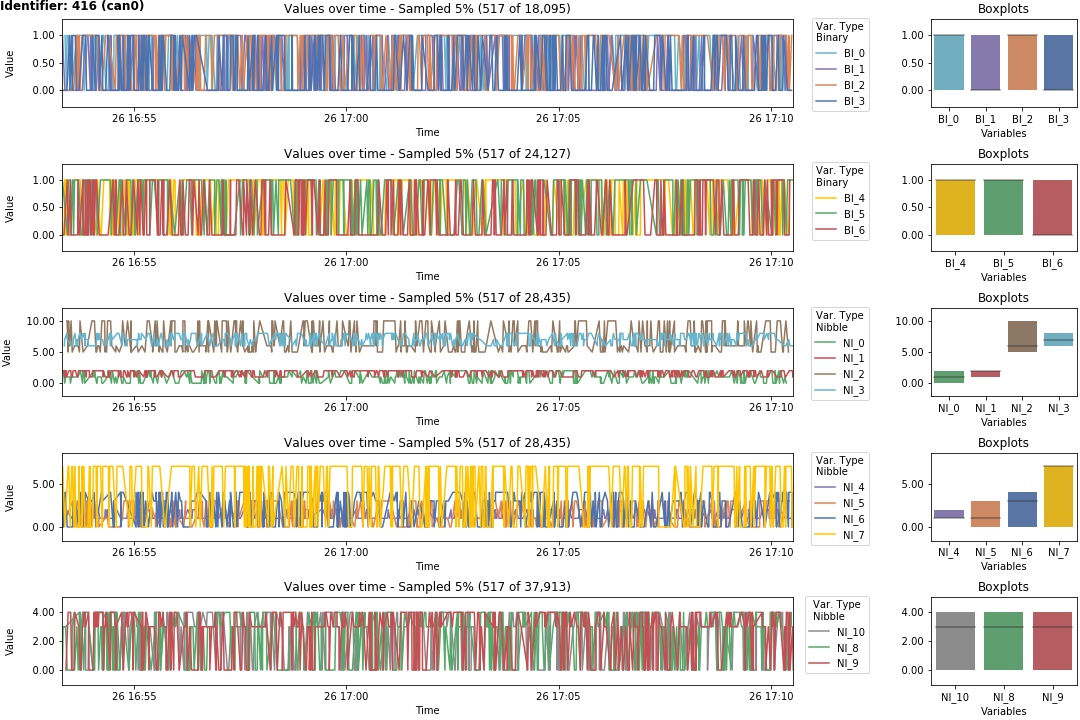 Identifier: 416 (can0)
Values over time - Sampled 5% (517 of 18,095)
Value
1.00
0.50
0.00
26 16:55
26 17:00
26 17:05
26 17:10
Time
Var. Type
Binary
BI_0
BI_1
BI_2
BI_3
Boxplots
1.00
0.50
0.00
BI_0 BI_1 BI_2 BI_3
Variables
Values over time - Sampled 5% (517 of 24,127)
Value
1.00
0.50
0.00
26 16:55
26 17:00
26 17:05
26 17:10
Time
Var. Type
Binary
BI_4
BI_5
BI_6
Boxplots
1.00
0.50
0.00
BI_4 BI_5 BI_6
Variables
Values over time - Sampled 5% (517 of 28,435)
Value
10.00
5.00
0.00
26 16:55
26 17:00
26 17:05
26 17:10
Time
Var. Type
Nibble
NI_0
NI_1
NI_2
NI_3
Boxplots
10.00
5.00
0.00
NI_0 NI_1 NI_2 NI_3
Variables
Values over time - Sampled 5% (517 of 28,435)
Value
5.00
0.00
26 16:55
26 17:00
26 17:05
26 17:10
Time
Var. Type
Nibble
NI_4
NI_5
NI_6
NI_7
Boxplots
5.00
0.00
NI_4 NI_5 NI_6 NI_7
Variables
Values over time - Sampled 5% (517 of 37,913)
Value
4.00
2.00
0.00
26 16:55
26 17:00
26 17:05
26 17:10
Time
Var. Type
Nibble
NI_10
NI_8
NI_9
Boxplots
4.00
2.00
0.00
NI_10 NI_8 NI_9
Variables